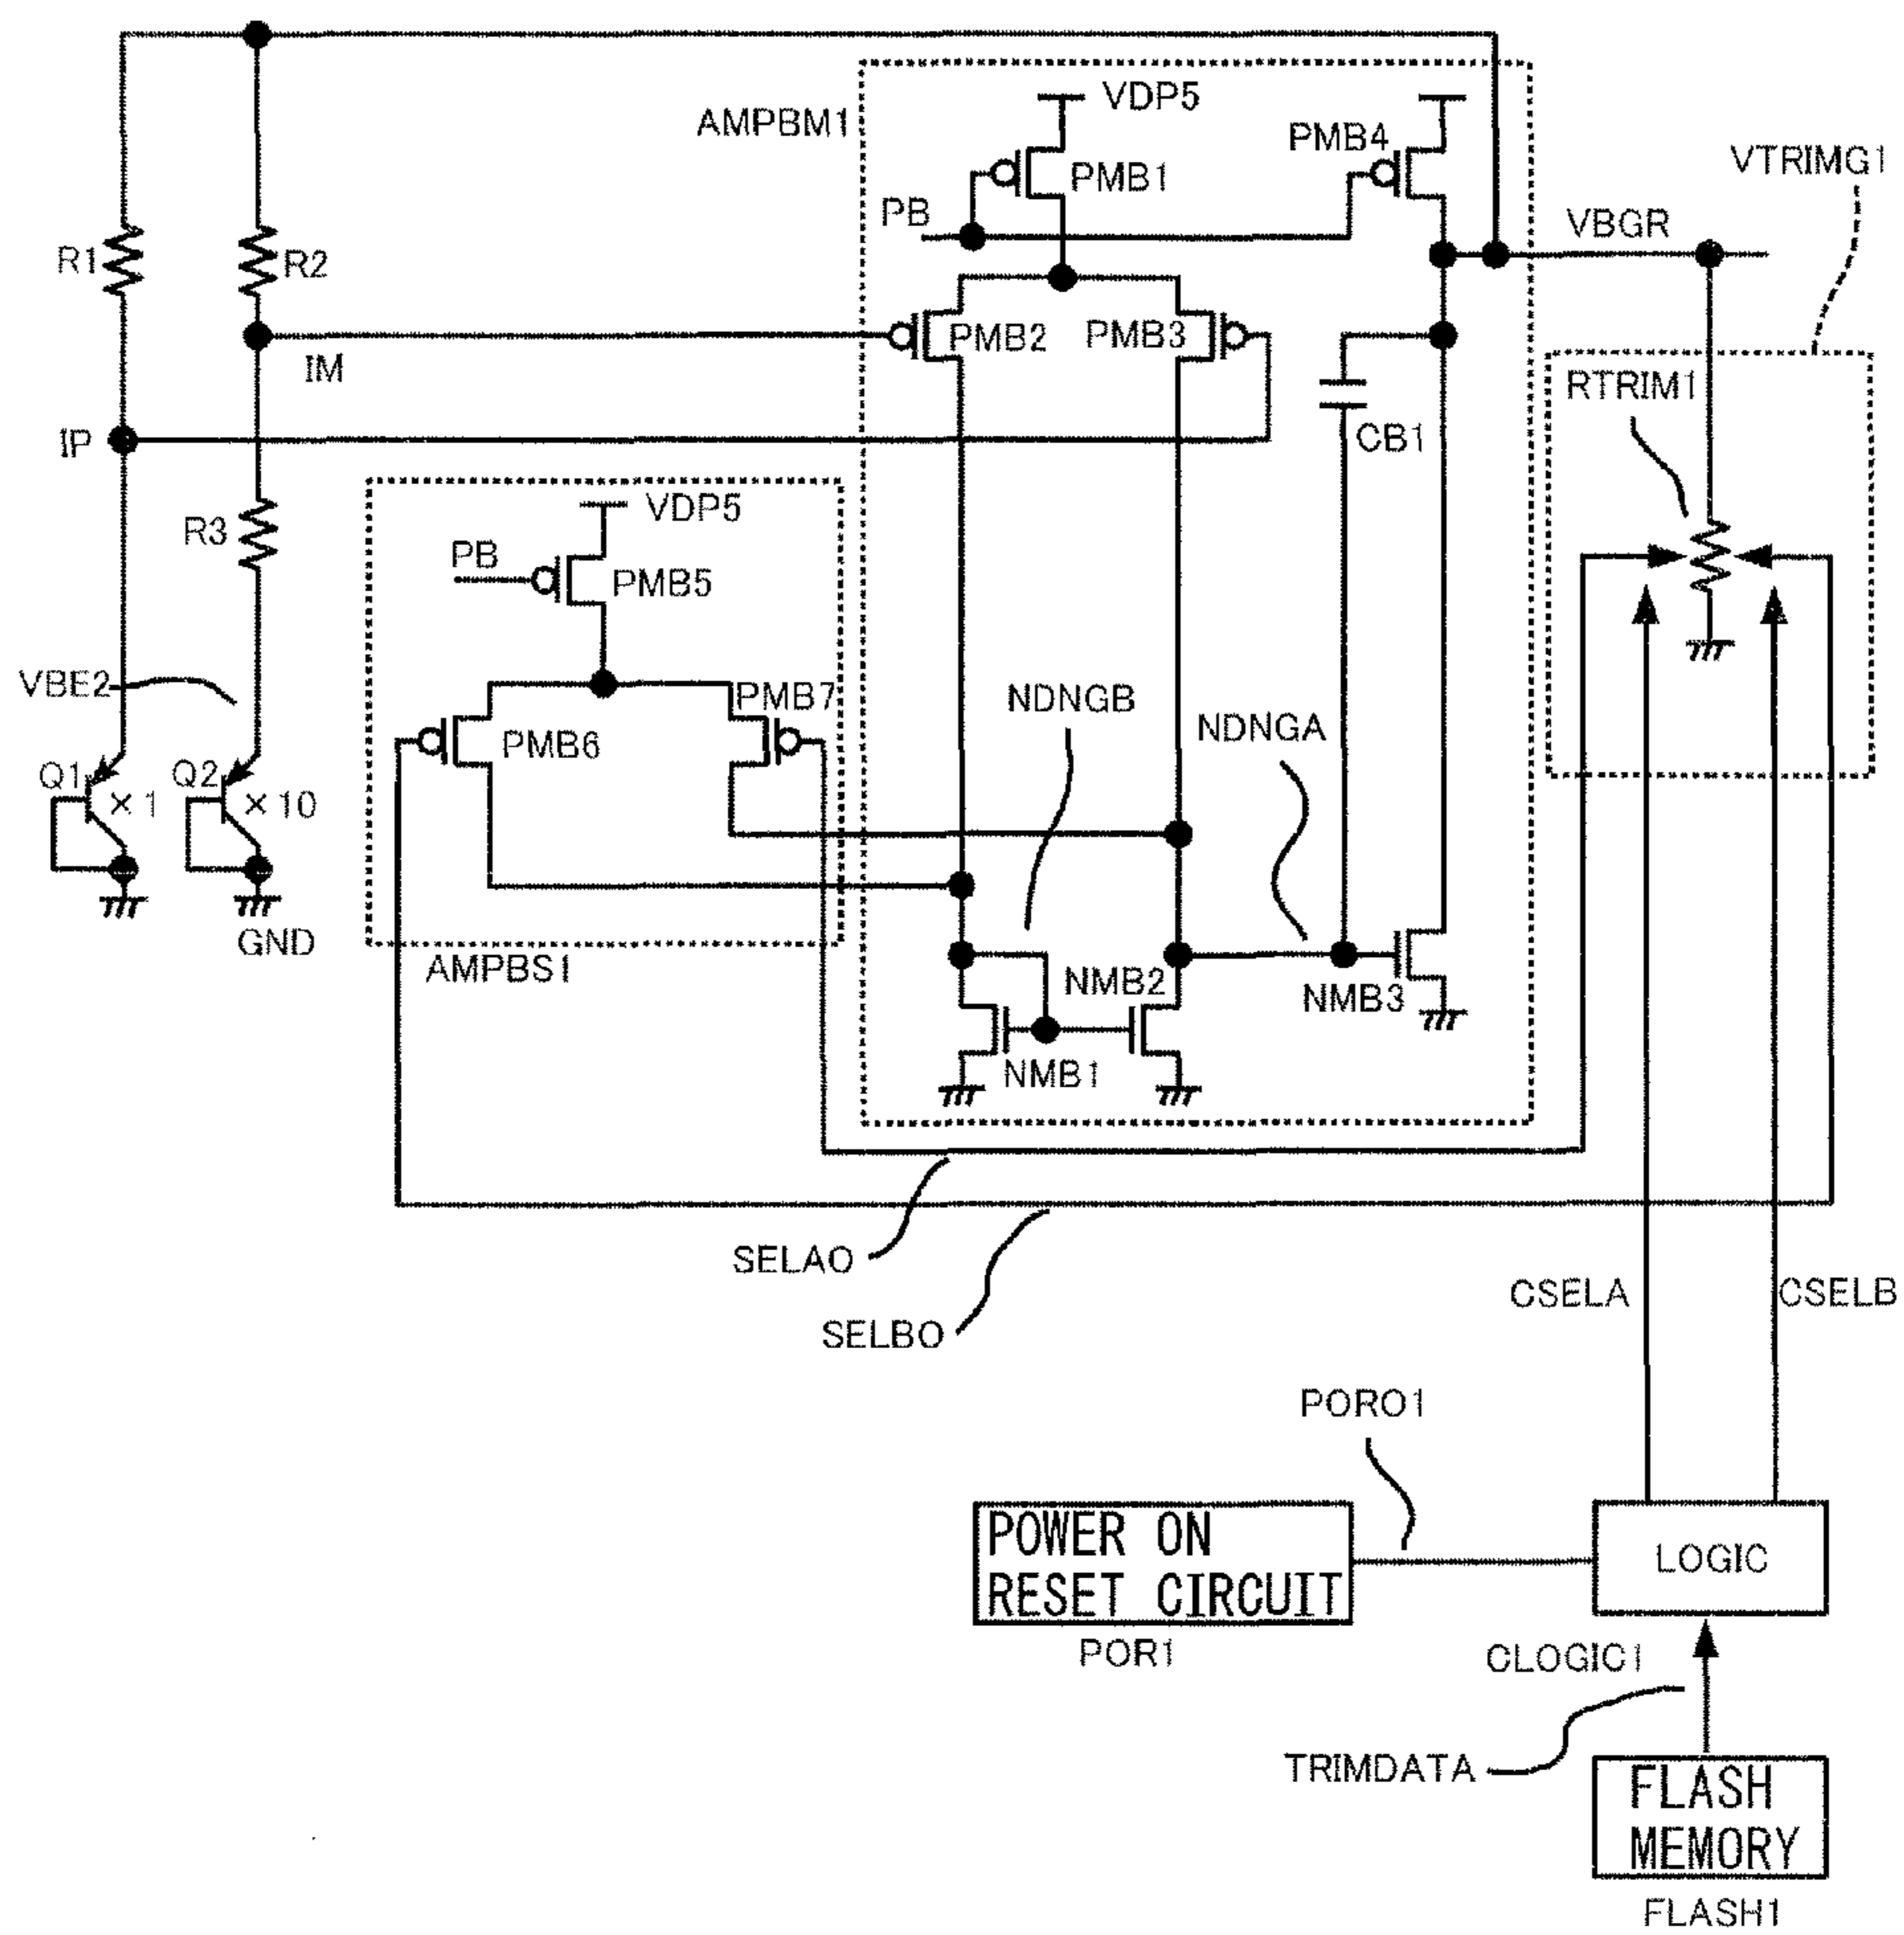 VDP5
AMPBM1
PMB4
VTRIMG1
PMB1
PB
VBGR
R1
R2
PMB2
PMB3
IM
RTRIM1
IP
CB1
VDP5
R3
PB
PMB5
VBE2
PMB7
NDNGB
NDNGA
PMB6
Q1
×1
Q2
×10
GND
AMPBS1
NMB2
NMB3
NMB1
SELAO
CSELA
CSELB
SELBO
PORO1
POWER ON
RESET CIRCUIT
LOGIC
POR1
CLOGIC1
TRIMDATA
FLASH
MEMORY
FLASH1